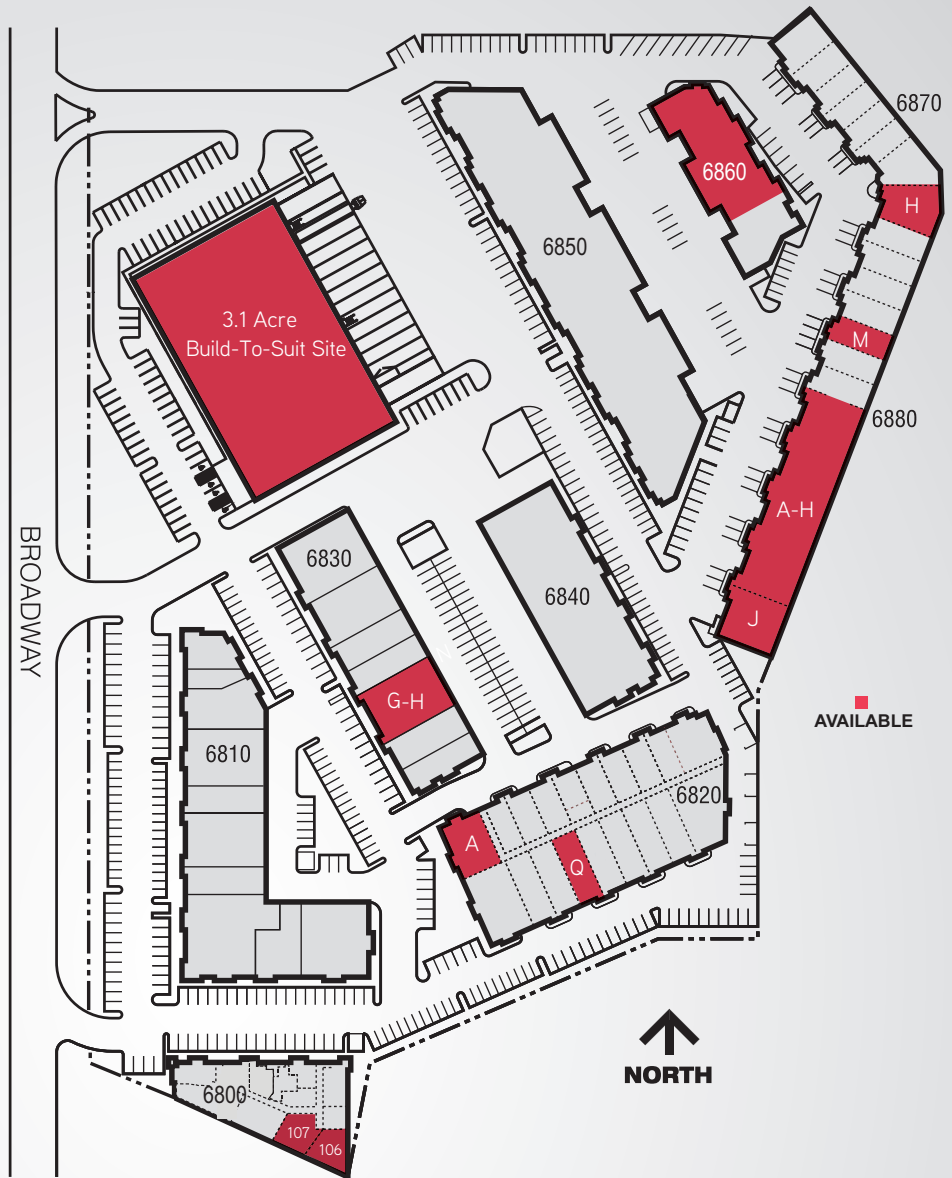 6870
6860
H
6850
3.1 Acre
Build-To-Suit Site
M
6880
A-H
6830
BROADWAY
6840
J
N
G-H
AVAILABLE
6810
6820
A
Q
NORTH
6800
107
106